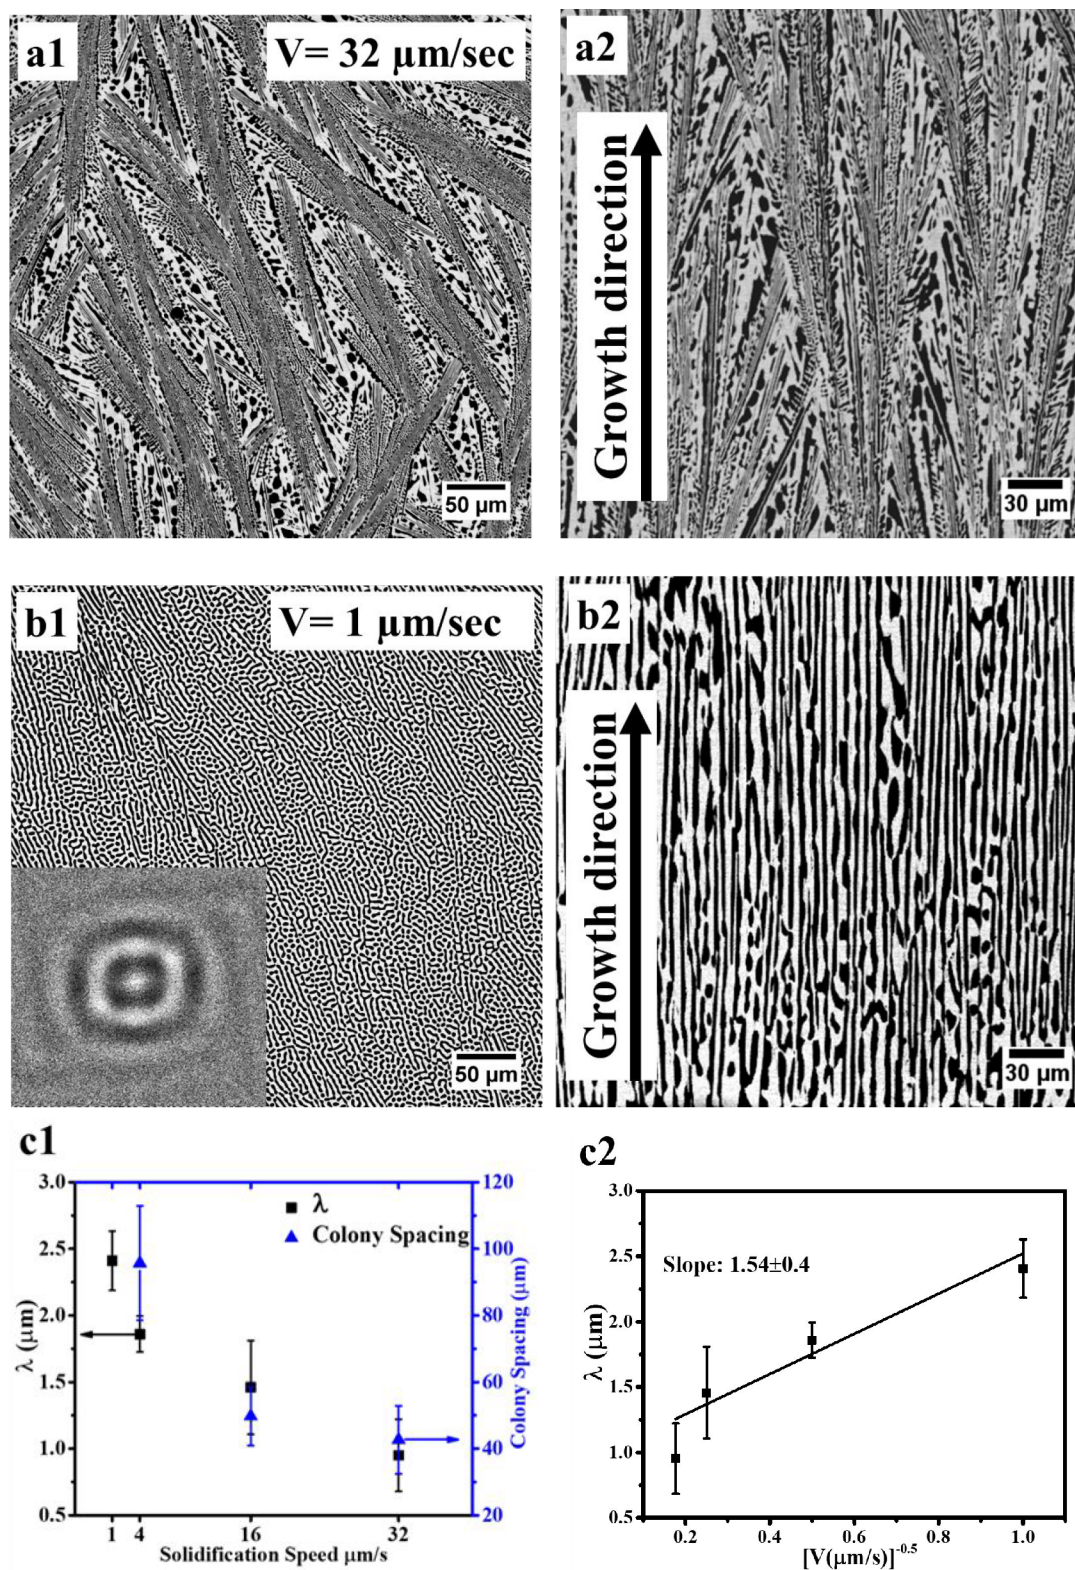 a1
V= 32 µm/sec
50 µm
a2
Growth direction
30 µm
b1
V= 1 µm/sec
50 µm
b2
Growth direction
30 µm
c1
3.0
2.5
2.0
1.5
1.0
0.5
λ (µm)
1 4 16 32
Solidification Speed µm/s
λ
Colony Spacing
120
100
80
60
40
20
Colony Spacing (µm)
c2
3.0
2.5
2.0
1.5
1.0
0.5
λ (µm)
Slope: 1.54±0.4
0.2 0.4 0.6 0.8 1.0
[V(µm/s)]^-0.5